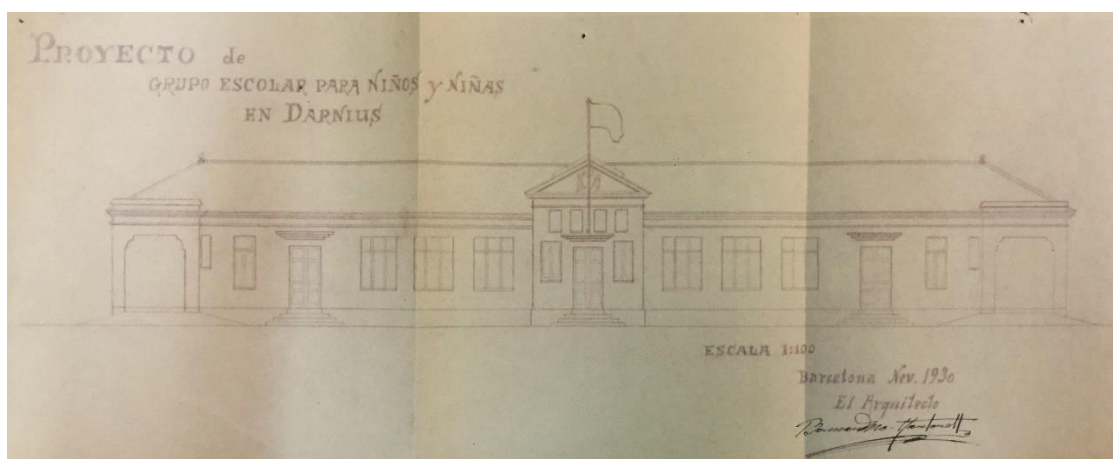 PROYECTO de
GRUPO ESCOLAR PARA NIÑOS y NIÑAS
EN DARNIUS
ESCALA 1:100
Barcelona Nov. 1930
El Arquitecto